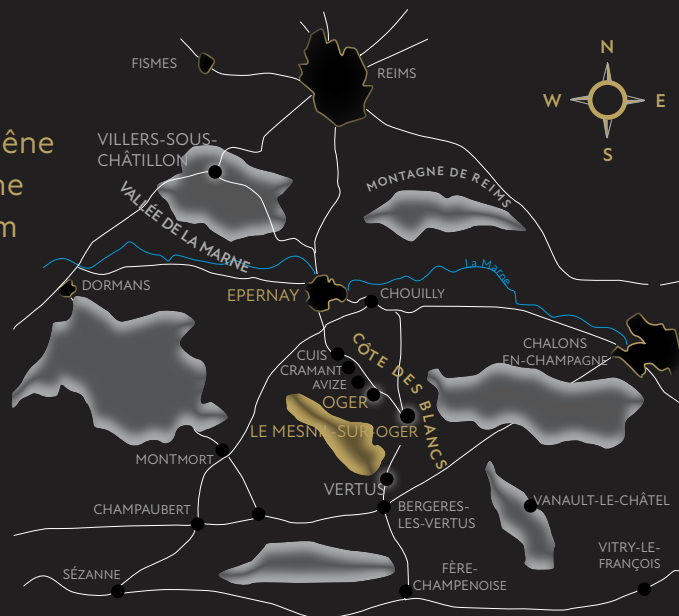 N
FISMES
REIMS
W
E
S
VILLERS-SOUS-
CHÂTILLON
MONTAGNE DE REIMS
VALLÉE DE LA MARNE
La Marne
DORMANS
EPERNAY
CHOUILLY
CHALONS
EN-CHAMPAGNE
CÔTE DES BLANCS
CUIS
CRAMANT
AVIZE
OGER
LE MESNIL-SUR-OGER
MONTMORT
VERTUS
VANAULT-LE-CHÂTEL
CHAMPAUBERT
BERGERES-
LES-VERTUS
VITRY-LE-
FRANÇOIS
SÉZANNE
FÈRE-
CHAMPENOISE